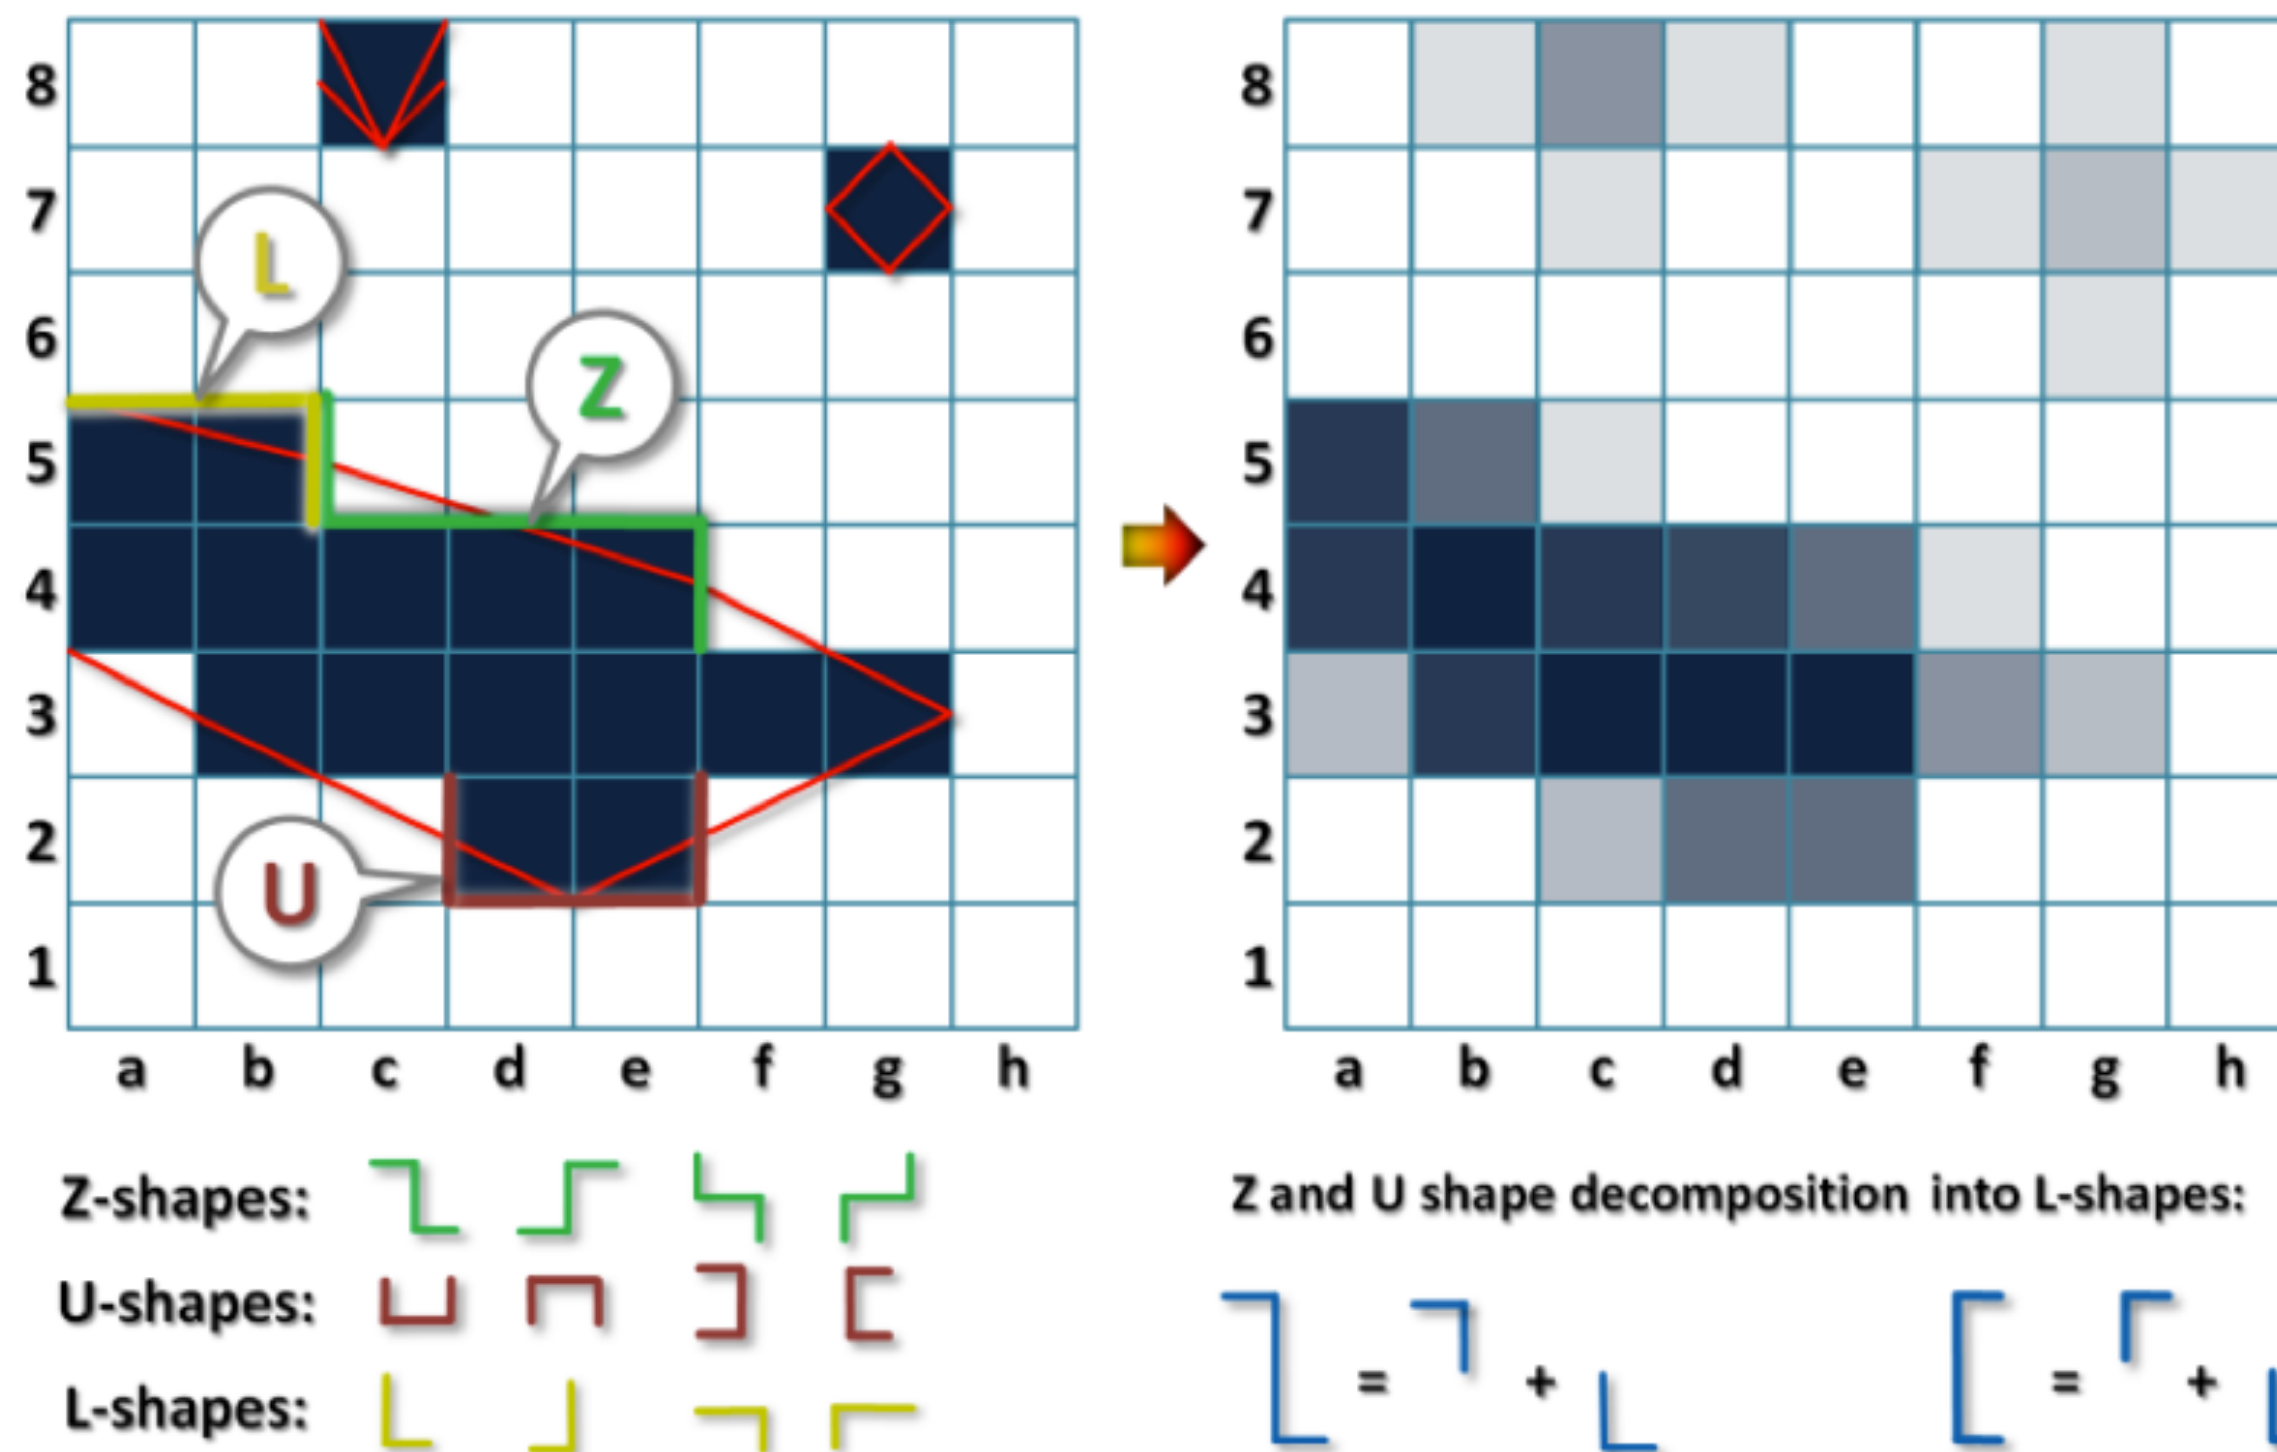 8 8
7 7
L
6 6
Z
5 5
4 4
3 3
2 2
U
1 1
a b c d e f g h a b c d e f g h
Z-shapes: Z and U shape decomposition into L-shapes:
U-shapes:
= + = +
L-shapes: